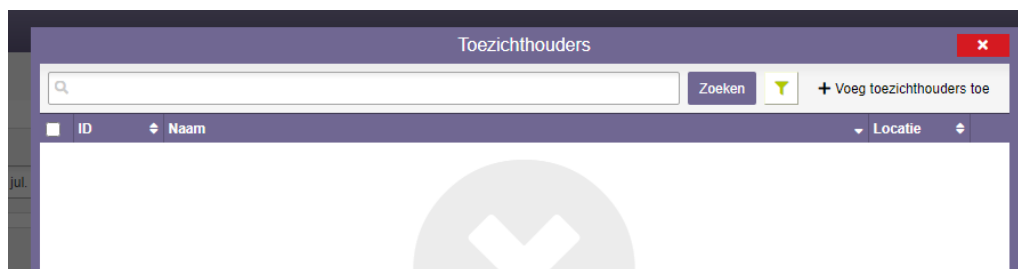 Toezichthouders
Zoeken
Voeg toezichthouders toe
ID Naam Locatie
jul.